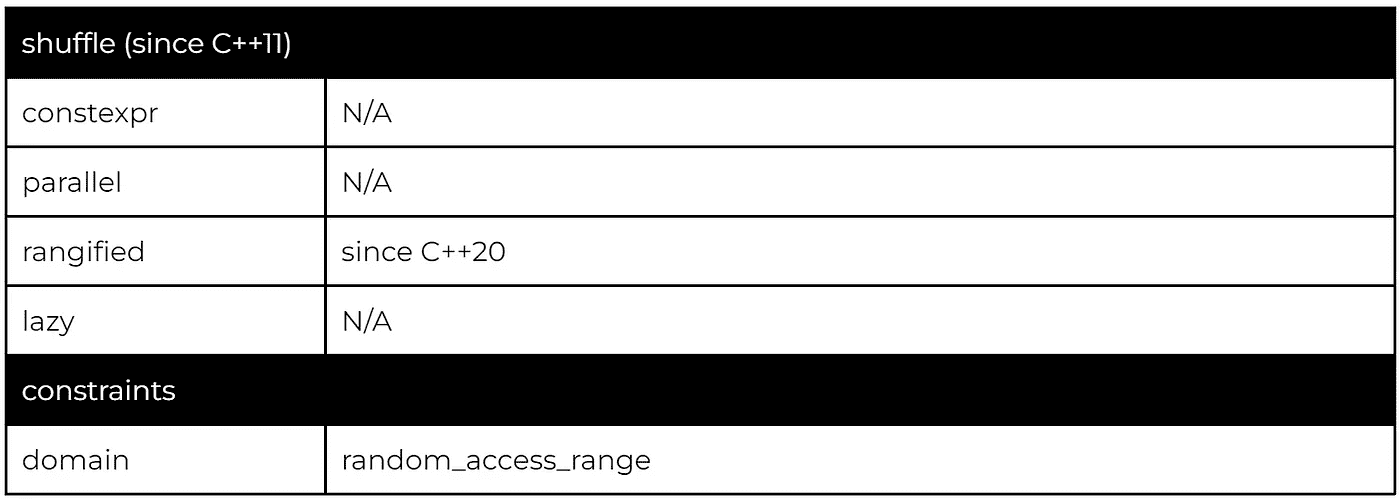 shuffle (since C++11)
constexpr N/A
parallel N/A
rangified since C++20
lazy N/A
constraints
domain random_access_range